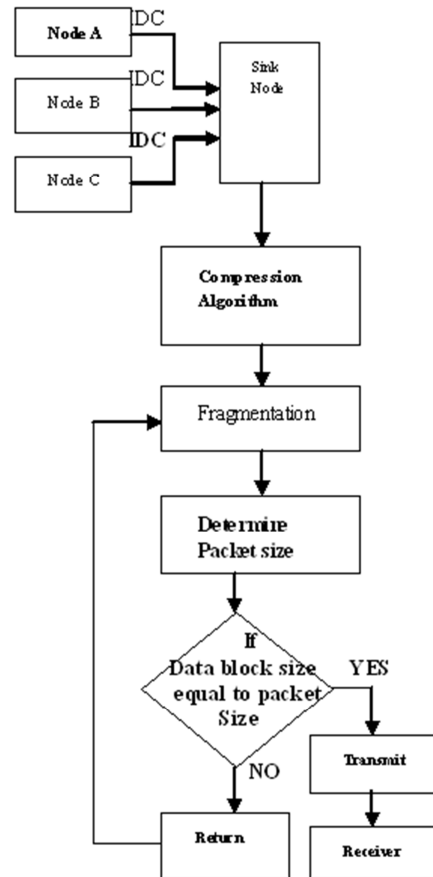 IDC
Node A
Sink
Node
IDC
Node B
IDC
Node C
Compression
Algorithm
Fragmentation
Determine
Packet size
If
Data block size
equal to packet
Size
YES
NO
Transmit
Return
Receiver